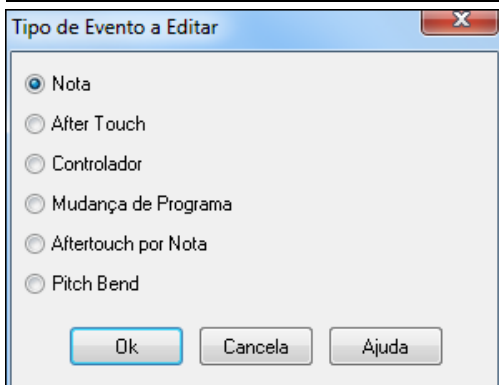 Tipo de Evento a Editar
Nota
After Touch
Controlador
Mudança de Programa
Aftertouch por Nota
Pitch Bend
Ok Cancela Ajuda